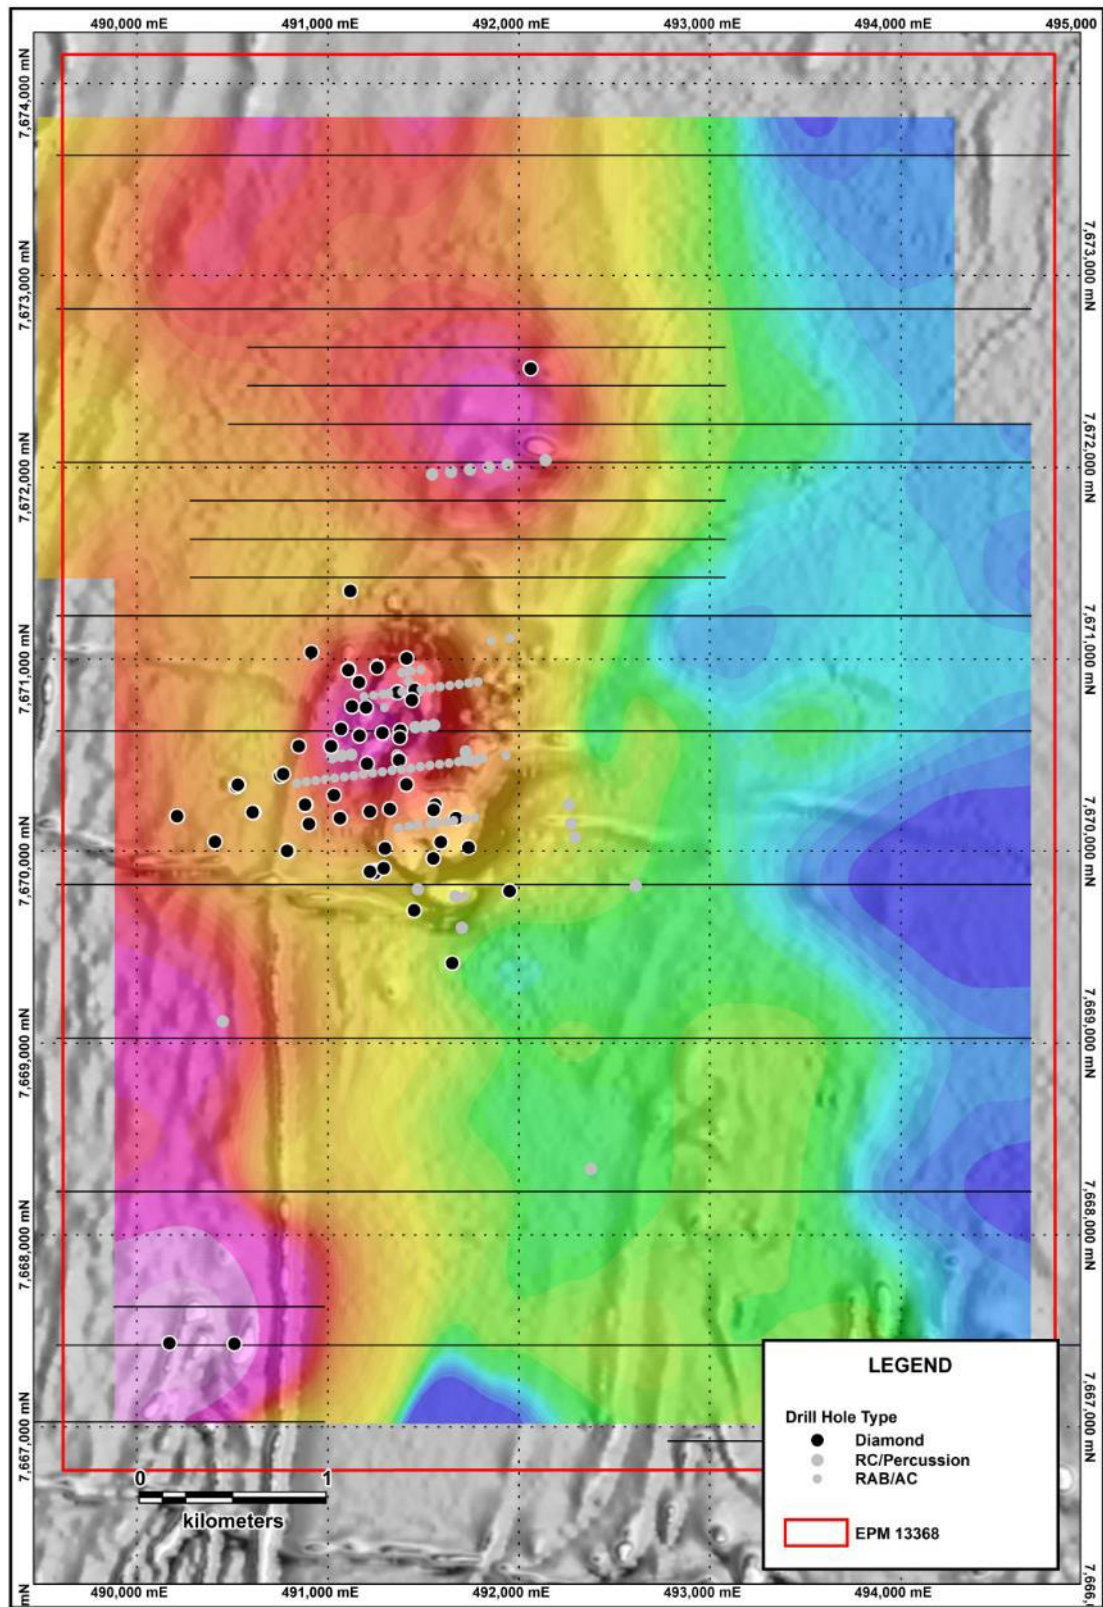 490,000 mE
491,000 mE
492,000 mE
493,000 mE
494,000 mE
495,000
7,674,000 mN
7,673,000 mN
7,672,000 mN
7,671,000 mN
7,670,000 mN
7,669,000 mN
7,668,000 mN
7,667,000 mN
mN
7,673,000 mN
7,672,000 mN
7,671,000 mN
7,670,000 mN
7,669,000 mN
7,668,000 mN
7,667,000 mN
7,666,0
0
1
kilometers
LEGEND
Drill Hole Type
Diamond
RC/Percussion
RAB/AC
EPM 13368
490,000 mE
491,000 mE
492,000 mE
493,000 mE
494,000 mE